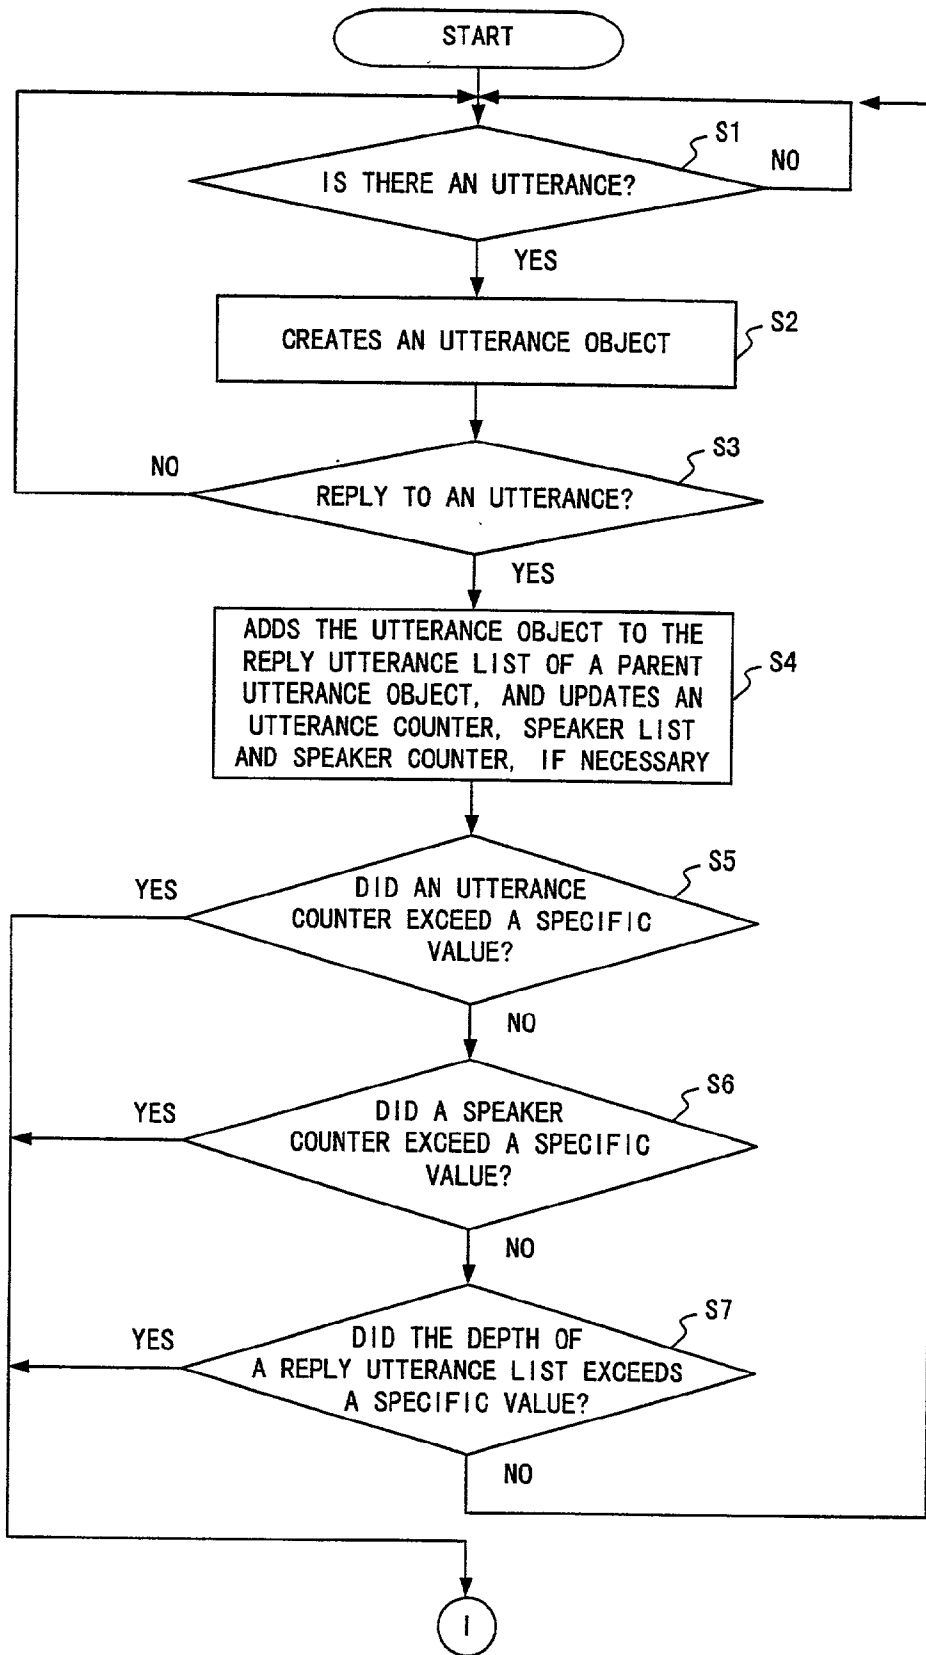 START
S1
NO
IS THERE AN UTTERANCE?
YES
S2
CREATES AN UTTERANCE OBJECT
S3
NO
REPLY TO AN UTTERANCE?
YES
ADDS THE UTTERANCE OBJECT TO THE
REPLY UTTERANCE LIST OF A PARENT
UTTERANCE OBJECT, AND UPDATES AN
UTTERANCE COUNTER, SPEAKER LIST
AND SPEAKER COUNTER, IF NECESSARY
S4
S5
YES
DID AN UTTERANCE
COUNTER EXCEED A SPECIFIC
VALUE?
NO
S6
YES
DID A SPEAKER
COUNTER EXCEED A SPECIFIC
VALUE?
NO
S7
YES
DID THE DEPTH OF
A REPLY UTTERANCE LIST EXCEEDS
A SPECIFIC VALUE?
NO
I